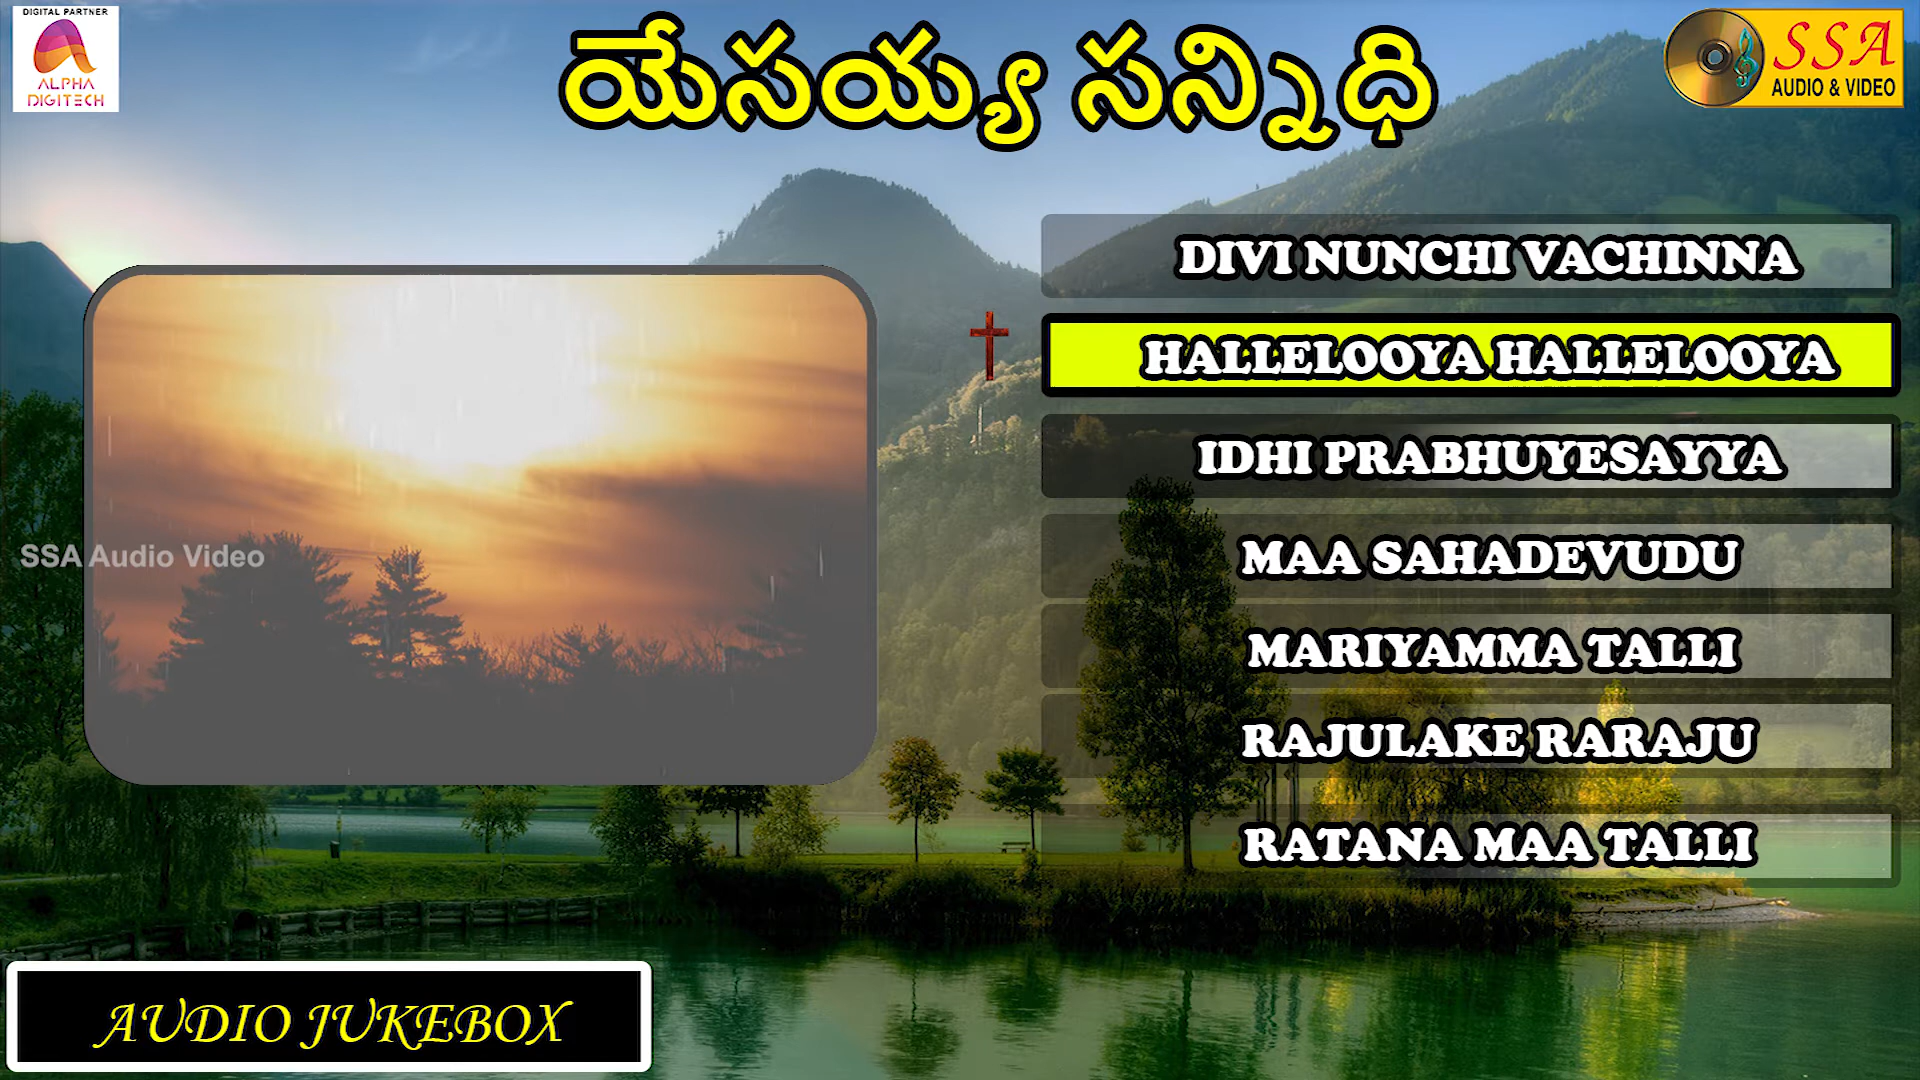 DIGITAL PARTNER
ALPHA
DIGITECH
యేసయ్య సన్నిధి
SSA
AUDIO & VIDEO
DIVI NUNCHI VACHINNA
HALLELOOYA HALLELOOYA
IDHI PRABHUYESAYYA
MAA SAHADEVUDU
MARIYAMMA TALLI
RAJULAKE RARAJU
RATANA MAA TALLI
SSA Audio Video
AUDIO JUKEBOX